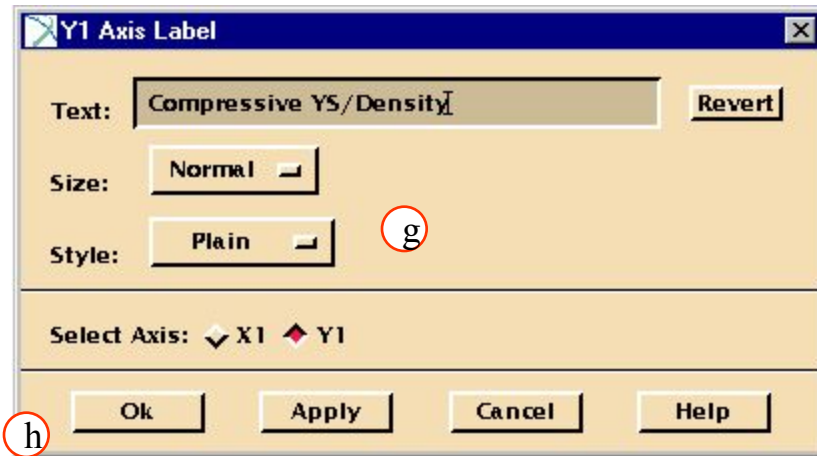 Y1 Axis Label
Text: Compressive YS/Density Revert
Size: Normal
Style: Plain
g
Select Axis: X1 Y1
Ok Apply Cancel Help
h